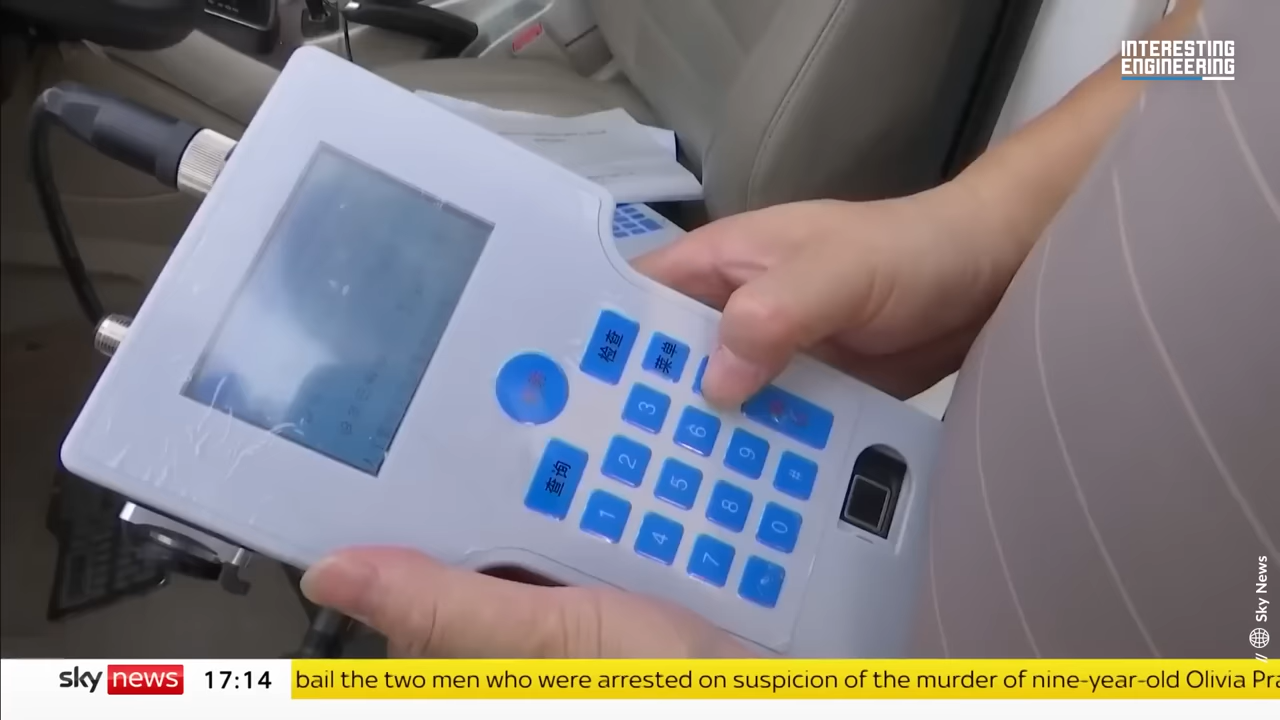 INTERESTING
ENGINEERING
检查
菜单
查询
3
6
9
#
2
5
8
0
1
4
7
// Sky News
sky news 17:14 bail the two men who were arrested on suspicion of the murder of nine-year-old Olivia